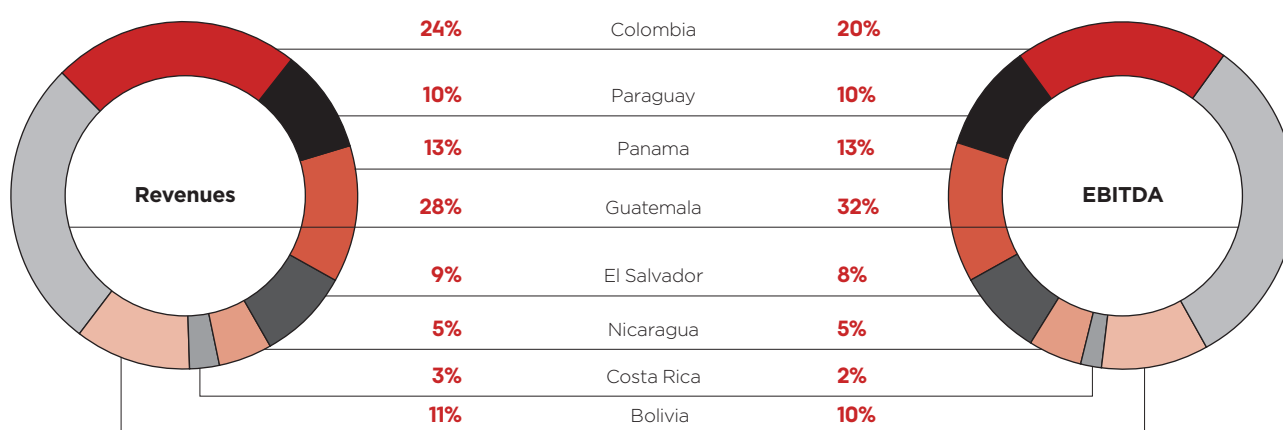 24% Colombia 20%
10% Paraguay 10%
13% Panama 13%
Revenues
EBITDA
28% Guatemala 32%
9% El Salvador 8%
5% Nicaragua 5%
3% Costa Rica 2%
11% Bolivia 10%